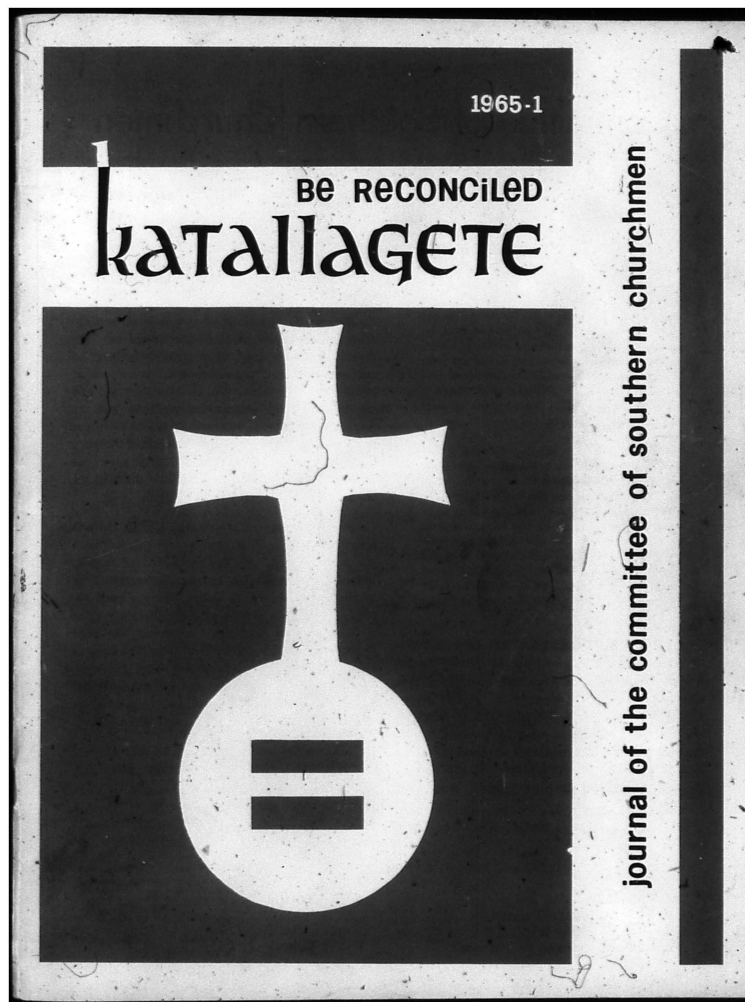 1965-1
BE RECONCILED
KATALLAGETE
journal of the committee of southern churchmen